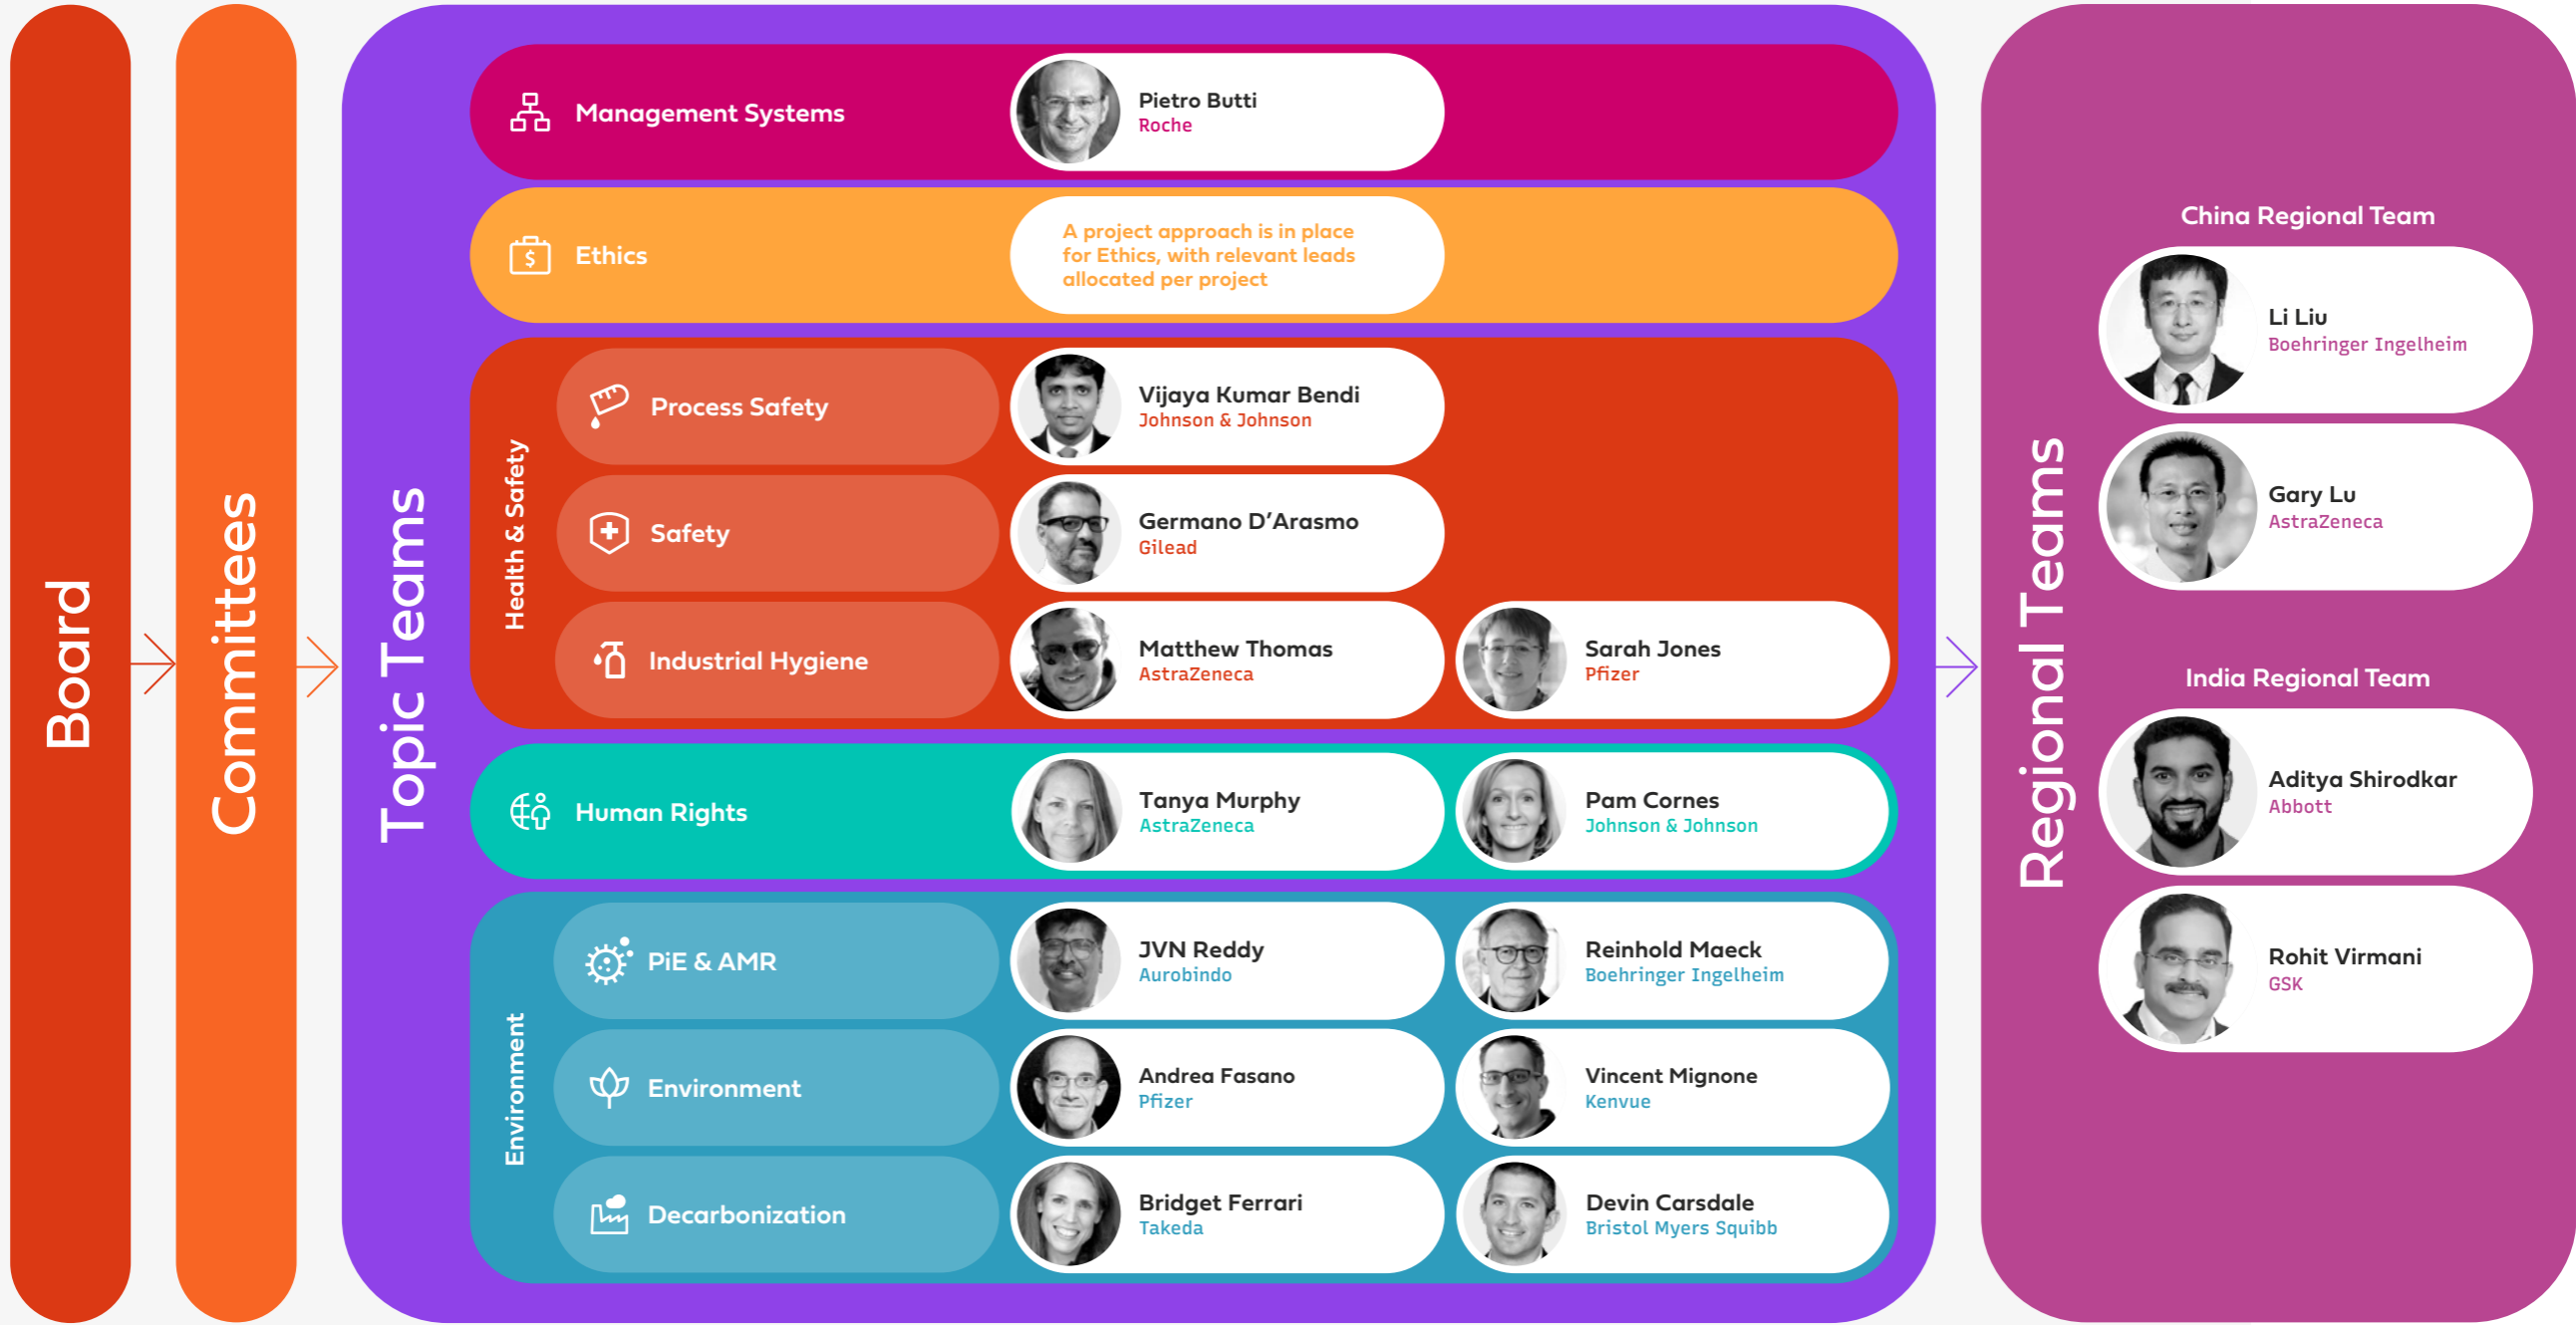 Board
Committees
Topic Teams
Management Systems
Pietro Butti
Roche
Ethics
A project approach is in place
for Ethics, with relevant leads
allocated per project
Health & Safety
Process Safety
Vijaya Kumar Bendi
Johnson & Johnson
Safety
Germano D’Arasmo
Gilead
Industrial Hygiene
Matthew Thomas
AstraZeneca
Sarah Jones
Pfizer
Human Rights
Tanya Murphy
AstraZeneca
Pam Cornes
Johnson & Johnson
Environment
PiE & AMR
JVN Reddy
Aurobindo
Reinhold Maeck
Boehringer Ingelheim
Environment
Andrea Fasano
Pfizer
Vincent Mignone
Kenvue
Decarbonization
Bridget Ferrari
Takeda
Devin Carsdale
Bristol Myers Squibb
Regional Teams
China Regional Team
Li Liu
Boehringer Ingelheim
Gary Lu
AstraZeneca
India Regional Team
Aditya Shirodkar
Abbott
Rohit Virmani
GSK